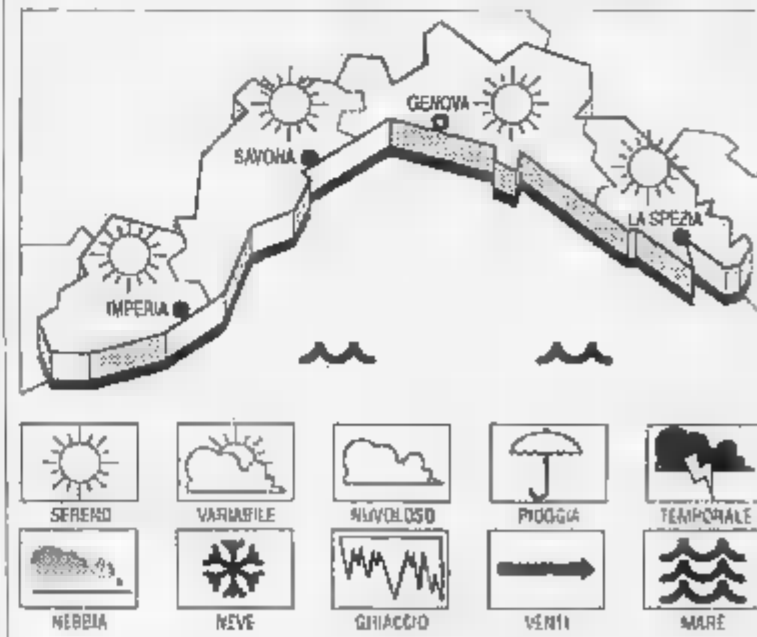 GENOVA
SAVONA
LA SPEZIA
IMPERIA
SERENO VARIABILE NUVOLOSO PIOGGIA TEMPORALE
NEBBIA NEVE GHIACCIO VENTI MARE